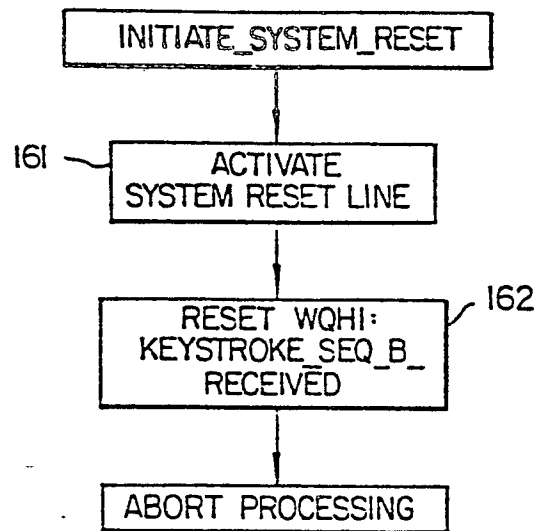 INITIATE_SYSTEM_RESET
161
ACTIVATE
SYSTEM RESET LINE
162
RESET WQHI:
KEYSTROKE_SEQ_B_
RECEIVED
ABORT PROCESSING